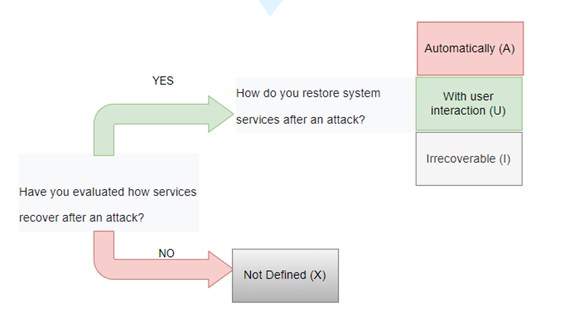 Automatically (A)
YES
How do you restore system
services after an attack?
With user
interaction (U)
Irrecoverable (I)
Have you evaluated how services
recover after an attack?
NO
Not Defined (X)